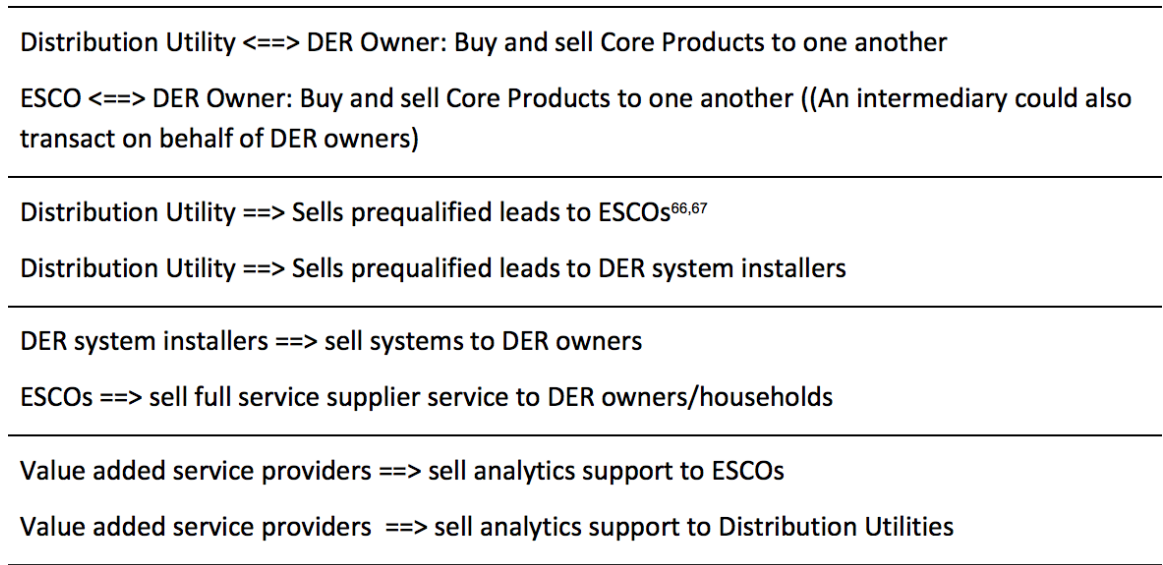 Distribution Utility <==> DER Owner: Buy and sell Core Products to one another
ESCO <==> DER Owner: Buy and sell Core Products to one another ((An intermediary could also
transact on behalf of DER owners)
Distribution Utility ==> Sells prequalified leads to ESCOs66,67
Distribution Utility ==> Sells prequalified leads to DER system installers
DER system installers ==> sell systems to DER owners
ESCOs ==> sell full service supplier service to DER owners/households
Value added service providers ==> sell analytics support to ESCOs
Value added service providers  ==> sell analytics support to Distribution Utilities